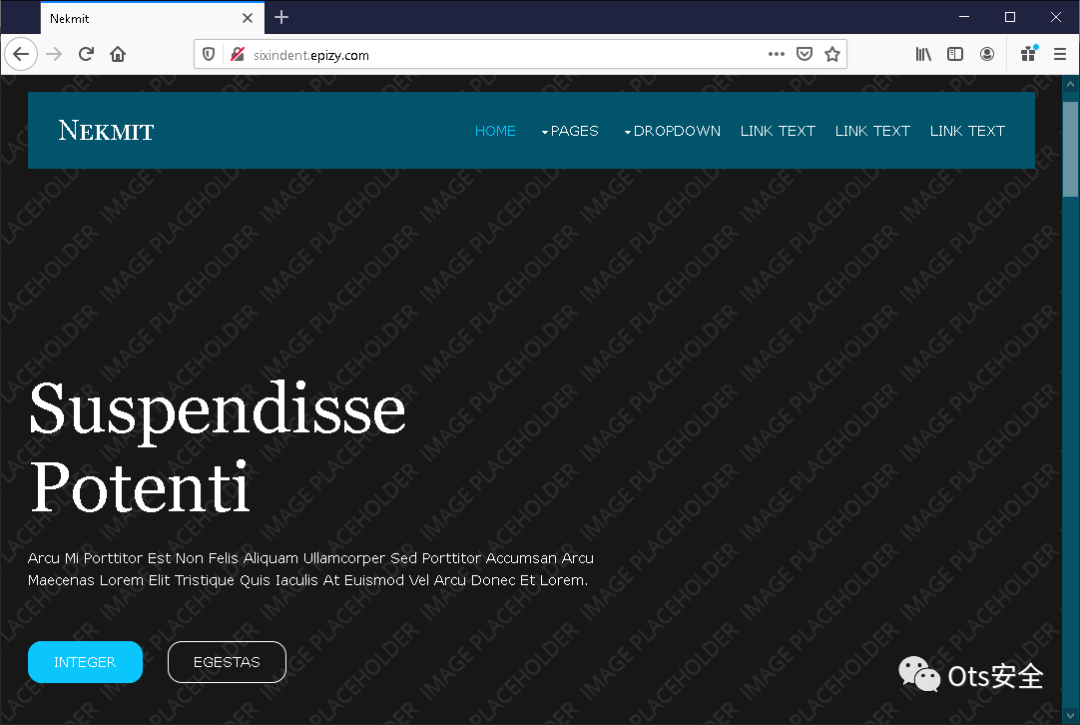 Nekmit
sixindent.epizy.com
Nekmit
HOME PAGES DROPDOWN LINK TEXT LINK TEXT LINK TEXT
Suspendisse
Potenti
Arcu Mi Porttitor Est Non Felis Aliquam Ullamcorper Sed Porttitor Accumsan Arcu
Maecenas Lorem Elit Tristique Quis Iaculis At Euismod Vel Arcu Donec Et Lorem.
INTEGER EGESTAS
IMAGE PLACEHOLDER
Ots安全